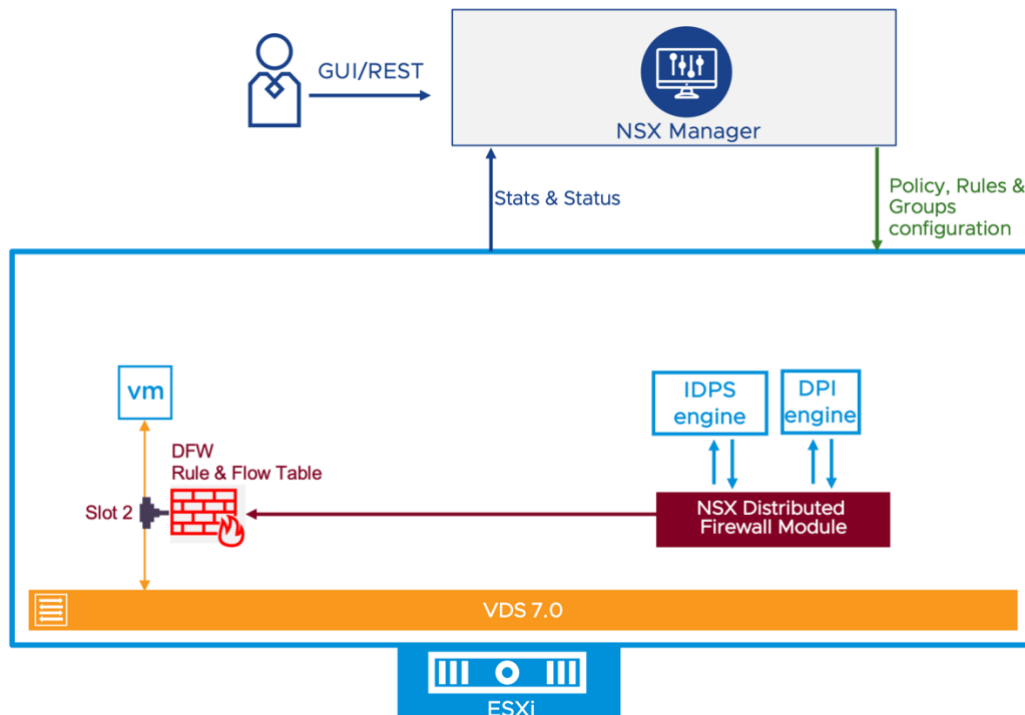 GUI/REST
NSX Manager
Stats & Status
Policy, Rules &
Groups
configuration
vm
IDPS
engine
DPI
engine
DFW
Rule & Flow Table
Slot 2
NSX Distributed
Firewall Module
VDS 7.0
ESXi